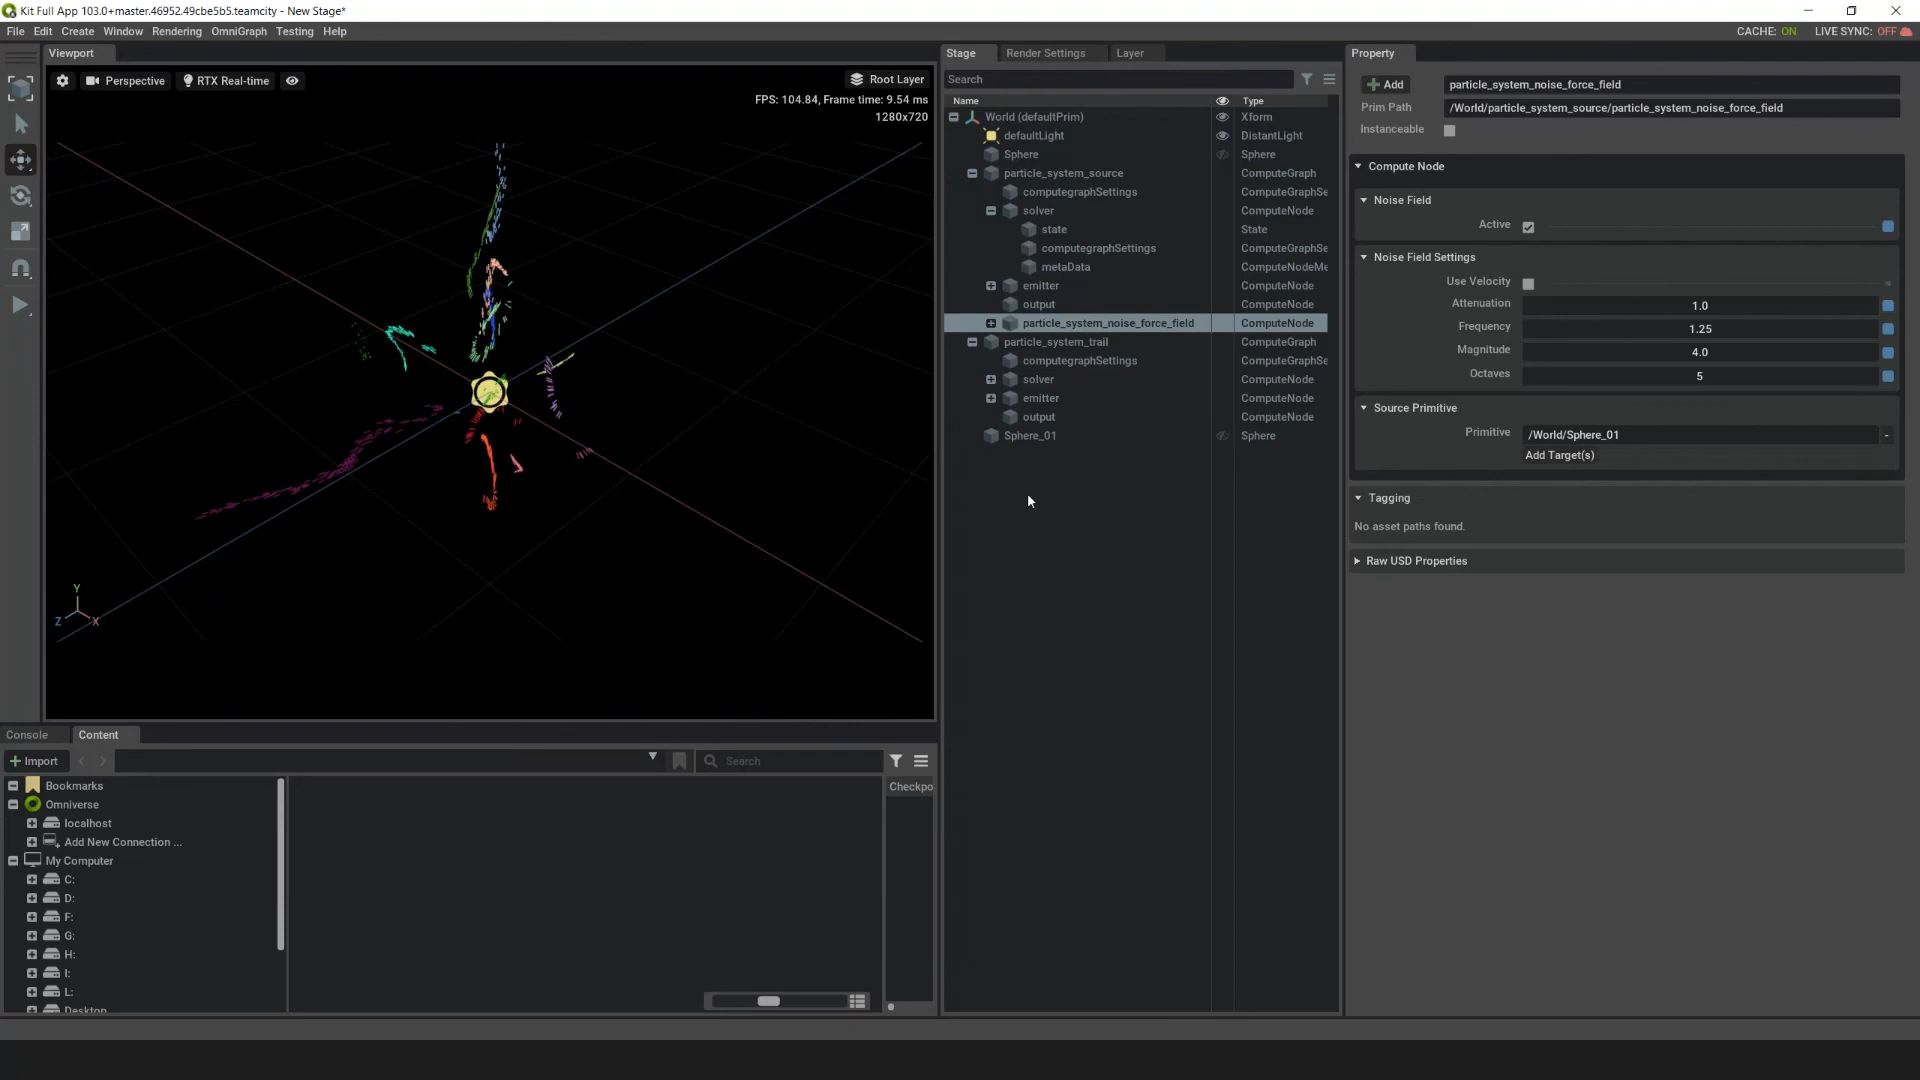 Kit Full App 103.0+master.46952.49cbe5b5.teamcity - New Stage*
File Edit Create Window Rendering OmniGraph Testing Help
CACHE: ON LIVE SYNC: OFF
Viewport
Perspective RTX Real-time
Root Layer
FPS: 104.84, Frame time: 9.54 ms
1280x720
Y
Z X
Stage Render Settings Layer
Search
Name Type
World (defaultPrim) Xform
defaultLight DistantLight
Sphere Sphere
particle_system_source ComputeGraph
computegraphSettings ComputeGraphSe
solver ComputeNode
state State
computegraphSettings ComputeGraphSe
metaData ComputeNodeMe
emitter ComputeNode
output ComputeNode
particle_system_noise_force_field ComputeNode
particle_system_trail ComputeGraph
computegraphSettings ComputeGraphSe
solver ComputeNode
emitter ComputeNode
output ComputeNode
Sphere_01 Sphere
Property
Add particle_system_noise_force_field
Prim Path /World/particle_system_source/particle_system_noise_force_field
Instanceable
Compute Node
Noise Field
Active
Noise Field Settings
Use Velocity
Attenuation 1.0
Frequency 1.25
Magnitude 4.0
Octaves 5
Source Primitive
Primitive /World/Sphere_01 -
Add Target(s)
Tagging
No asset paths found.
Raw USD Properties
Console Content
Import Search
Checkpo
Bookmarks
Omniverse
localhost
Add New Connection ...
My Computer
C:
D:
F:
G:
H:
I:
L:
Desktop